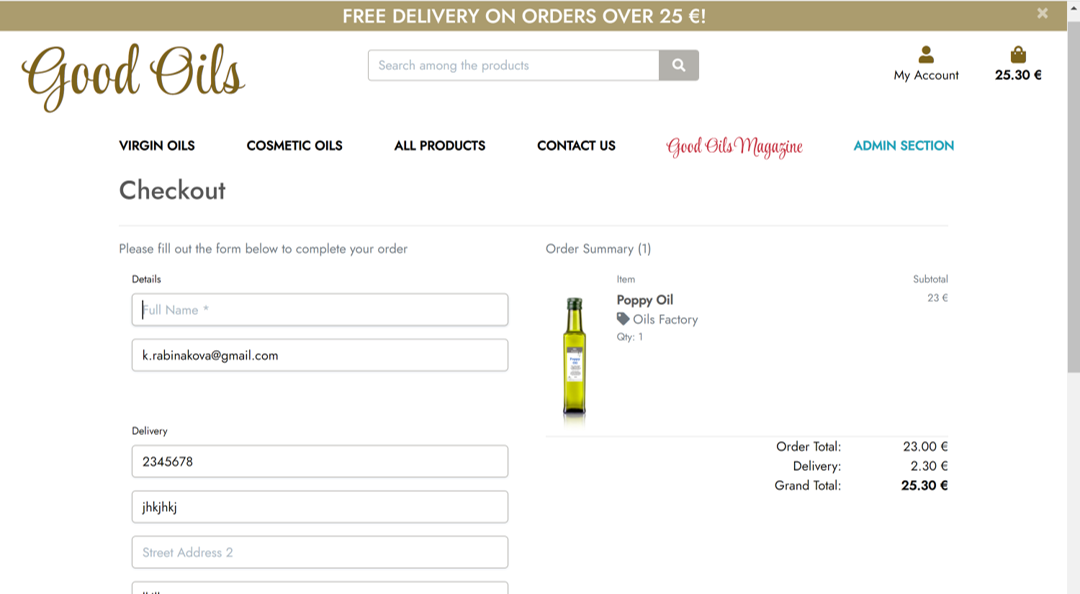 FREE DELIVERY ON ORDERS OVER 25 €!
×
Good Oils
Search among the products
My Account
25.30 €
VIRGIN OILS
COSMETIC OILS
ALL PRODUCTS
CONTACT US
Good Oils Magazine
ADMIN SECTION
Checkout
Please fill out the form below to complete your order
Details
Full Name *
k.rabinakova@gmail.com
Delivery
2345678
jhkjhkj
Street Address 2
Order Summary (1)
Item
Subtotal
Poppy Oil
23 €
Oils Factory
Qty: 1
Order Total: 23.00 €
Delivery: 2.30 €
Grand Total: 25.30 €